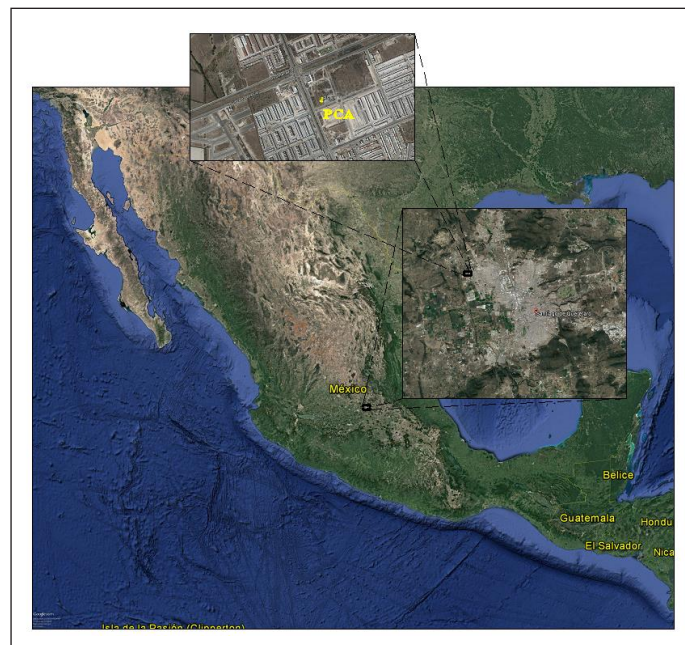 PCA
México
Belice
Guatemala
Hondu
El Salvador
Nica
Isla de la Pasión (Clipperton)